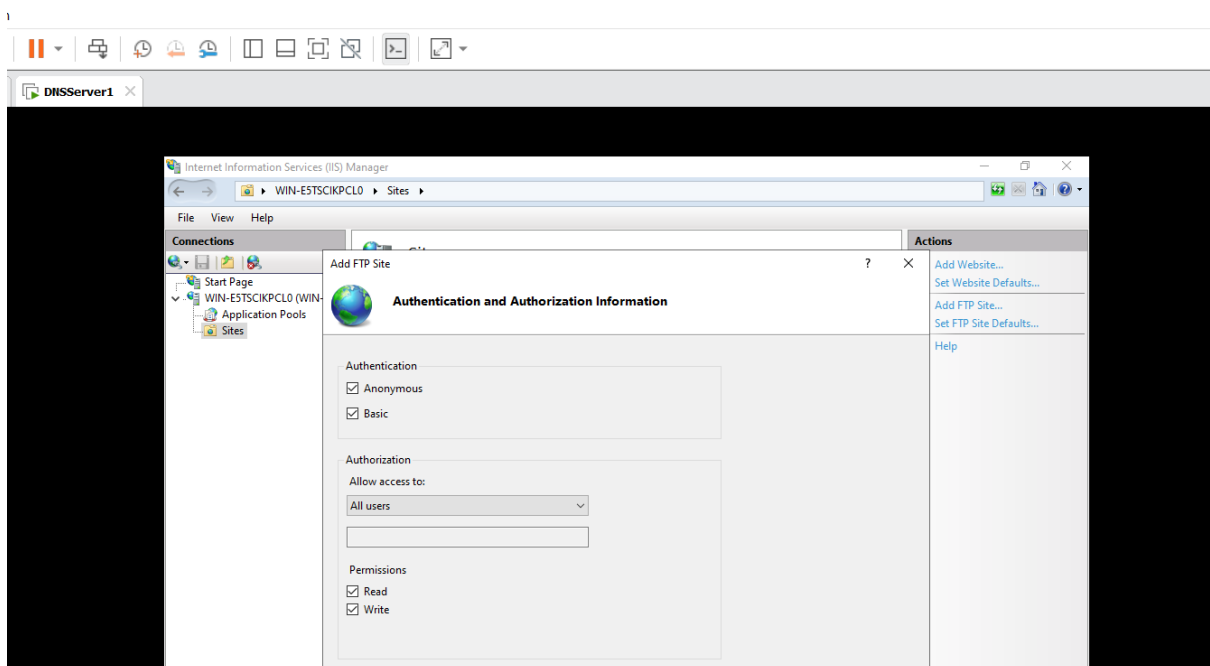 DNSServer1
Internet Information Services (IIS) Manager
WIN-E5TSCIKPCL0 Sites
File View Help
Connections
Start Page
WIN-E5TSCIKPCL0 (WIN-
Application Pools
Sites
Add FTP Site
?
Authentication and Authorization Information
Authentication
Anonymous
Basic
Authorization
Allow access to:
All users
Permissions
Read
Write
Actions
Add Website...
Set Website Defaults...
Add FTP Site...
Set FTP Site Defaults...
Help